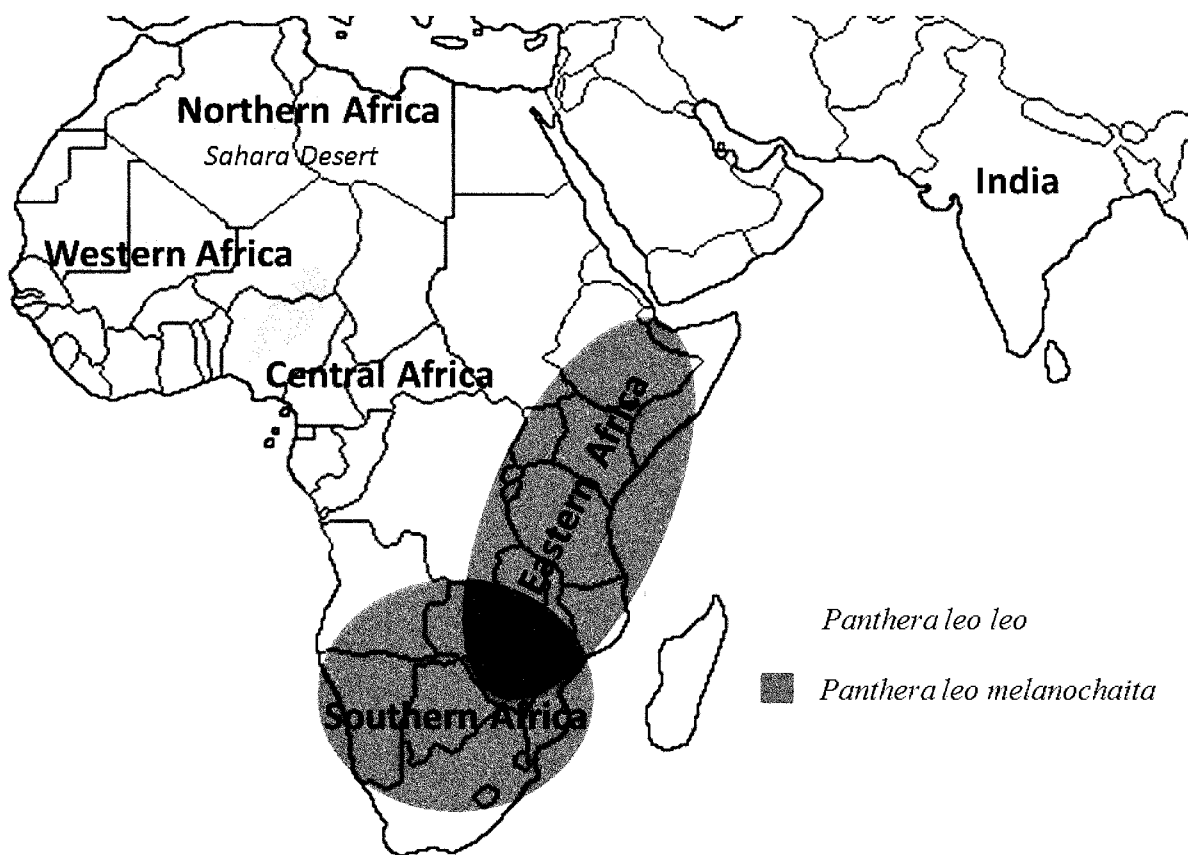 Northern Africa
Sahara Desert
India
Western Africa
Central Africa
Eastern Africa
Panthera leo leo
Panthera leo melanochaita
Southern Africa